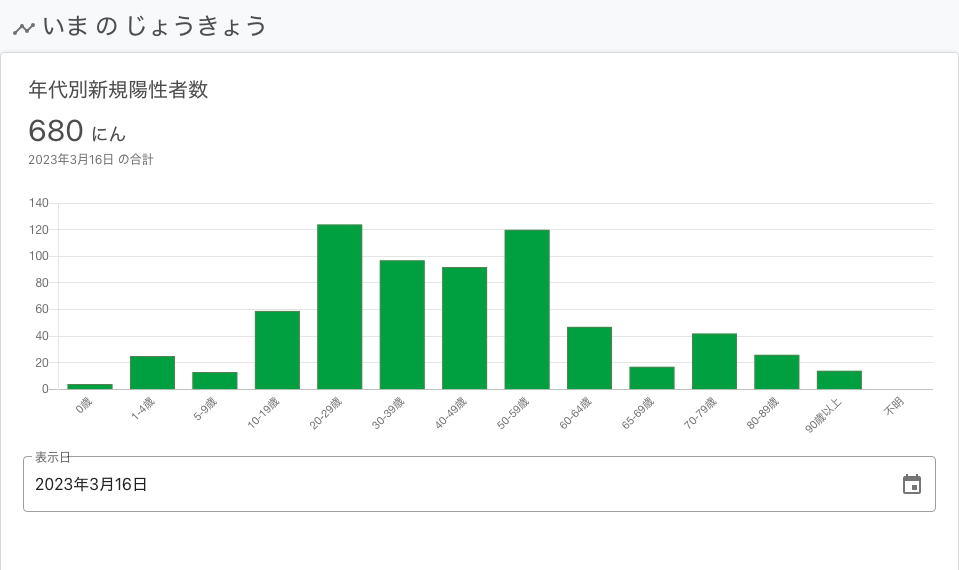 いま の じょうきょう
年代別新規陽性者数
680 にん
2023年3月16日 の合計
140
120
100
80
60
40
20
0
0歳
1-4歳
5-9歳
10-19歳
20-29歳
30-39歳
40-49歳
50-59歳
60-64歳
65-69歳
70-79歳
80-89歳
90歳以上
不明
表示日
2023年3月16日